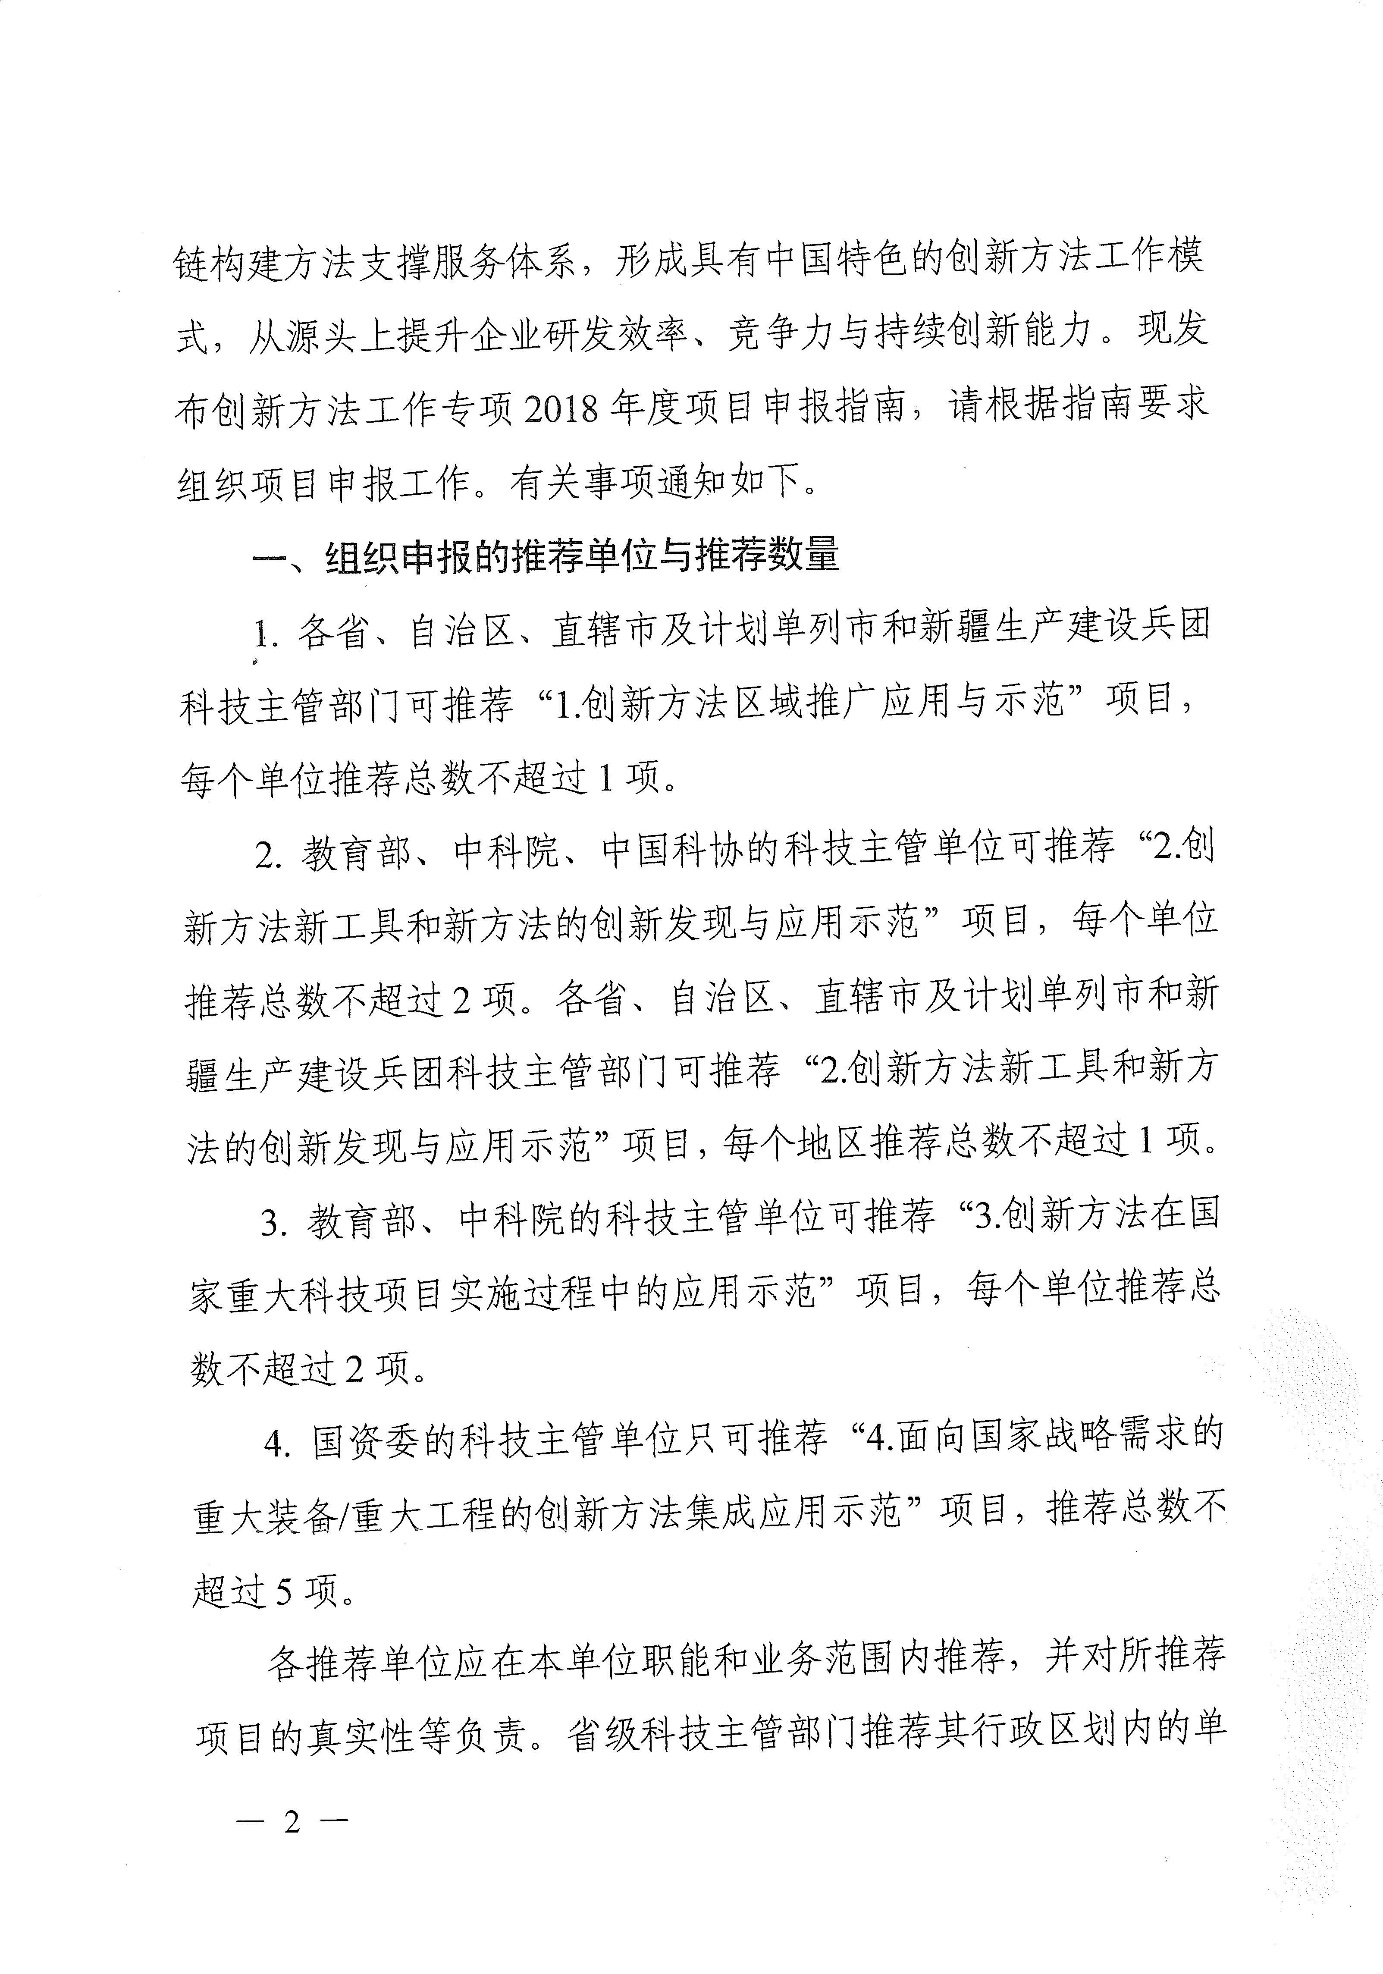 链构建方法支撑服务体系，形成具有中国特色的创新方法工作模
式，从源头上提升企业研发效率、竞争力与持续创新能力。现发
布创新方法工作专项 2018 年度项目申报指南，请根据指南要求
组织项目申报工作。有关事项通知如下。
一、组织申报的推荐单位与推荐数量
1. 各省、自治区、直辖市及计划单列市和新疆生产建设兵团
科技主管部门可推荐“1.创新方法区域推广应用与示范”项目，
每个单位推荐总数不超过 1 项。
2. 教育部、中科院、中国科协的科技主管单位可推荐“2.创
新方法新工具和新方法的创新发现与应用示范”项目，每个单位
推荐总数不超过 2 项。各省、自治区、直辖市及计划单列市和新
疆生产建设兵团科技主管部门可推荐“2.创新方法新工具和新方
法的创新发现与应用示范”项目，每个地区推荐总数不超过 1 项。
3. 教育部、中科院的科技主管单位可推荐“3.创新方法在国
家重大科技项目实施过程中的应用示范”项目，每个单位推荐总
数不超过 2 项。
4. 国资委的科技主管单位只可推荐“4.面向国家战略需求的
重大装备/重大工程的创新方法集成应用示范”项目，推荐总数不
超过 5 项。
各推荐单位应在本单位职能和业务范围内推荐，并对所推荐
项目的真实性等负责。省级科技主管部门推荐其行政区划内的单
— 2 —